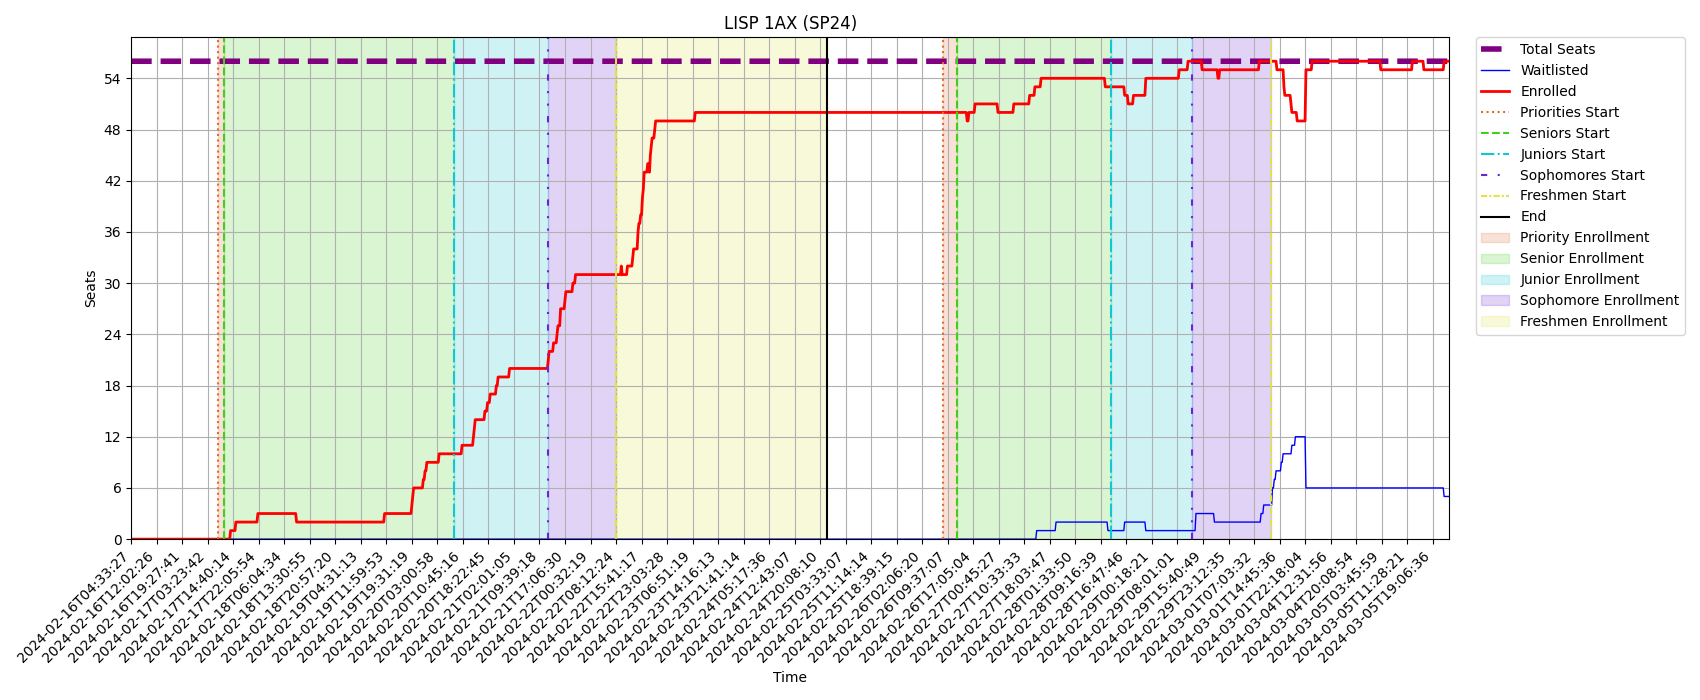 LISP 1AX (SP24)
Seats
54
48
42
36
30
24
18
12
6
0
2024-02-16T04:33:27
2024-02-16T12:02:26
2024-02-16T19:27:41
2024-02-17T03:23:42
2024-02-17T14:40:14
2024-02-17T22:05:54
2024-02-18T06:04:34
2024-02-18T13:30:55
2024-02-18T20:57:20
2024-02-19T04:31:13
2024-02-19T11:59:53
2024-02-19T19:31:19
2024-02-20T03:00:58
2024-02-20T10:45:16
2024-02-20T18:22:45
2024-02-21T02:01:05
2024-02-21T09:39:18
2024-02-21T17:06:30
2024-02-22T00:32:19
2024-02-22T08:12:24
2024-02-22T15:41:17
2024-02-22T23:03:28
2024-02-23T06:51:19
2024-02-23T14:16:13
2024-02-23T21:41:14
2024-02-24T05:17:36
2024-02-24T12:43:07
2024-02-24T20:08:10
2024-02-25T03:33:07
2024-02-25T11:14:14
2024-02-25T18:39:15
2024-02-26T02:06:20
2024-02-26T09:37:07
2024-02-26T17:05:04
2024-02-27T00:45:27
2024-02-27T10:33:33
2024-02-27T18:03:47
2024-02-28T01:33:50
2024-02-28T09:16:39
2024-02-28T16:47:46
2024-02-29T00:18:21
2024-02-29T08:01:01
2024-02-29T15:40:49
2024-02-29T23:12:35
2024-03-01T07:03:32
2024-03-01T14:45:36
2024-03-01T22:18:04
2024-03-04T12:31:56
2024-03-04T20:08:54
2024-03-05T03:45:59
2024-03-05T11:28:21
2024-03-05T19:06:36
Time
Total Seats
Waitlisted
Enrolled
Priorities Start
Seniors Start
Juniors Start
Sophomores Start
Freshmen Start
End
Priority Enrollment
Senior Enrollment
Junior Enrollment
Sophomore Enrollment
Freshmen Enrollment